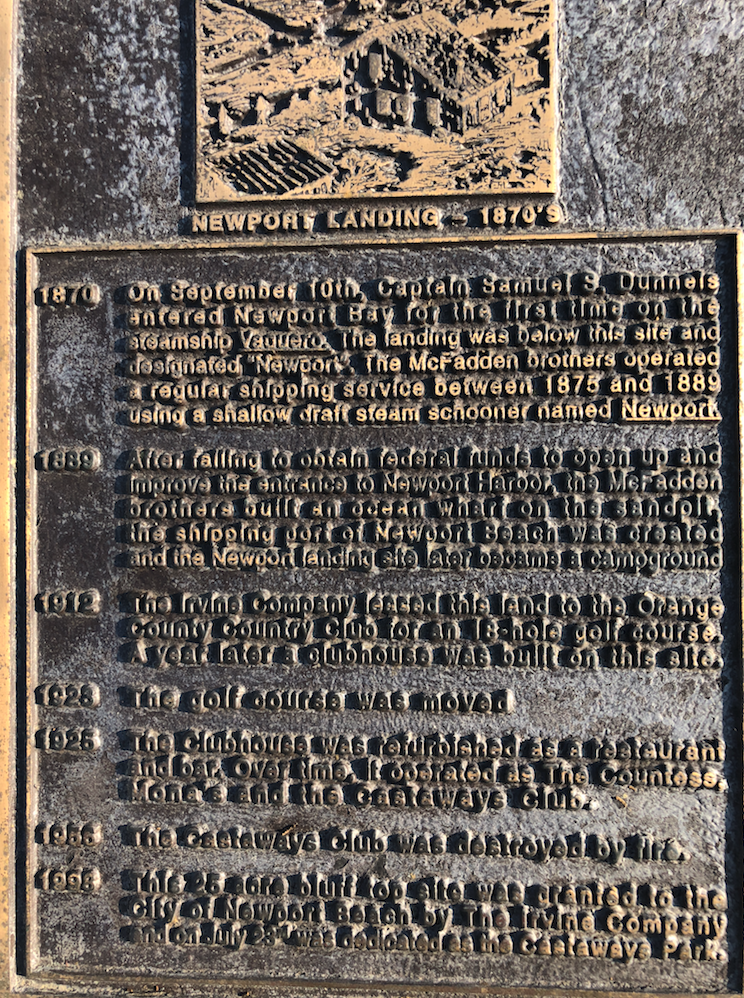 NEWPORT LANDING - 1870'S
1870 On September 10th, Captain Samuel S. Dunnels
entered Newport Bay for the first time on the
steamship Vaquero. The landing was below this site and
designated "Newport". The McFadden brothers operated
a regular shipping service between 1875 and 1889
using a shallow draft steam schooner named Newport.
1889 After failing to obtain federal funds to open up and
improve the entrance to Newport Harbor, the McFadden
brothers built an ocean wharf on the sandpit,
the shipping port of Newport Beach was created
and the Newport landing site later became a campground
1912 The Irvine Company leased this land to the Orange
County Country Club for an 18-hole golf course.
A year later a clubhouse was built on this site.
The golf course was moved
The clubhouse was refurbished as a restaurant
and bar. Over time, it operated as The Countess,
Mona's and the Castaways Club.
1956 The Castaways Club was destroyed by fire.
1998 This 25 acre bluff top site was granted to the
City of Newport Beach by The Irvine Company
and on July was dedicated as the Castaways Park.